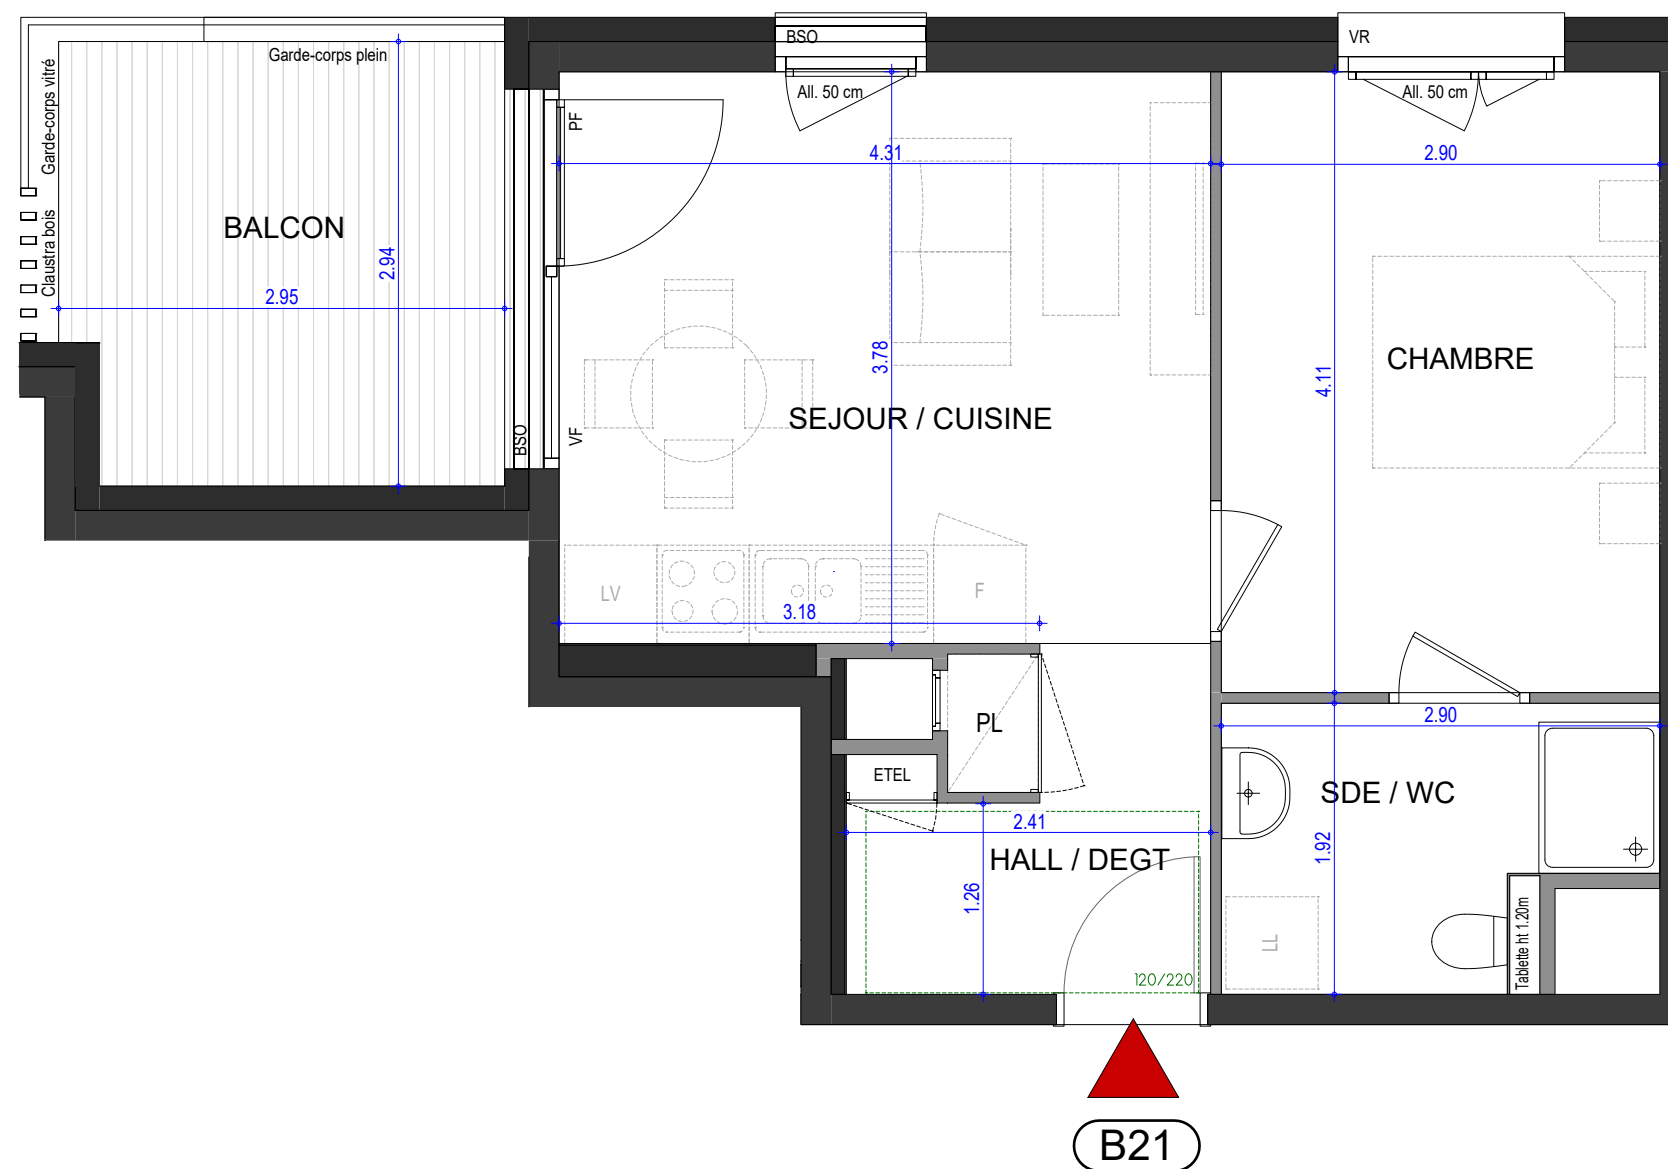 BSO
VR
Garde-corps plein
Garde-corps vitré
All. 50 cm
All. 50 cm
PF
4.31
2.90
BALCON
Claustra bois
2.94
2.95
3.78
4.11
CHAMBRE
SEJOUR / CUISINE
BSO
VF
LV
F
3.18
PL
2.90
ETEL
SDE / WC
2.41
1.92
HALL / DEGT
1.26
LL
Tablette ht 1.20m
120/220
B21